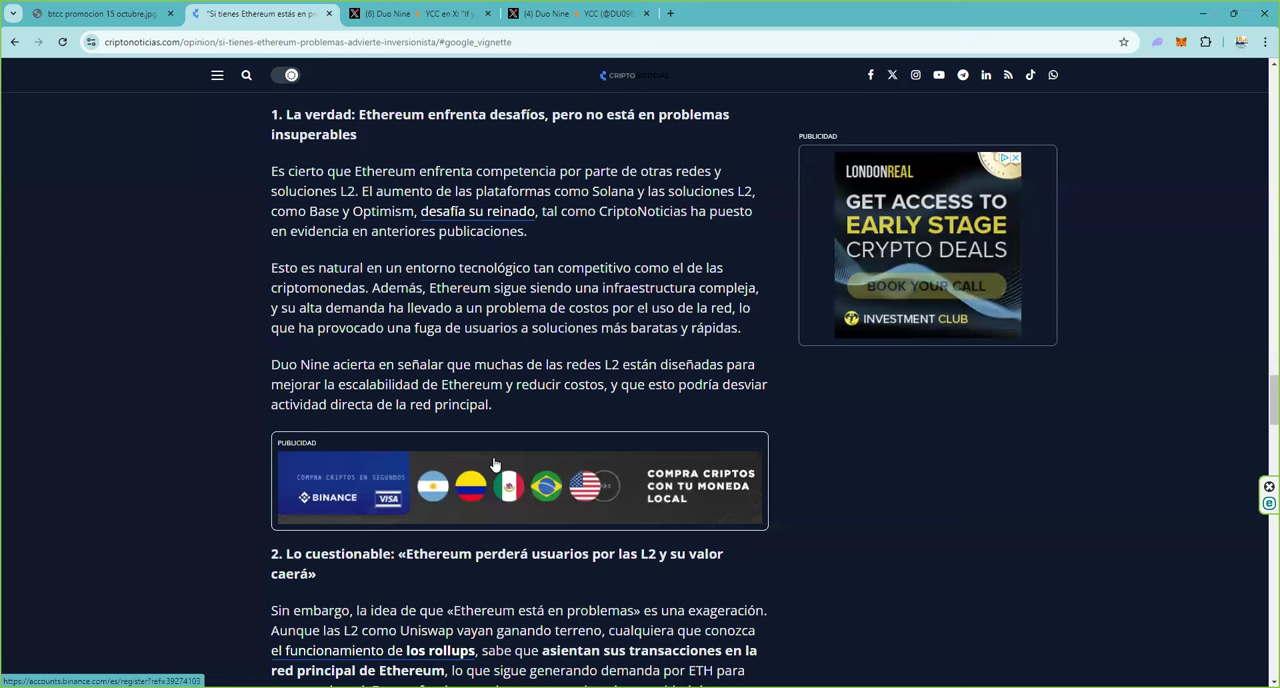 btcc promocion 15 octubre.jpg
"Si tienes Ethereum estás en pr
(6) Duo Nine
YCC en X: "If y
(4) Duo Nine
YCC (@DU09B
criptonoticias.com/opinion/si-tienes-ethereum-problemas-advierte-inversionista/#google_vignette
CRIPTONOTICIAS
1. La verdad: Ethereum enfrenta desafíos, pero no está en problemas
insuperables
PUBLICIDAD
LONDONREAL
GET ACCESS TO
EARLY STAGE
CRYPTO DEALS
BOOK YOUR CALL
INVESTMENT CLUB
Es cierto que Ethereum enfrenta competencia por parte de otras redes y
soluciones L2. El aumento de las plataformas como Solana y las soluciones L2,
como Base y Optimism, desafía su reinado, tal como CriptoNoticias ha puesto
en evidencia en anteriores publicaciones.
Esto es natural en un entorno tecnológico tan competitivo como el de las
criptomonedas. Además, Ethereum sigue siendo una infraestructura compleja,
y su alta demanda ha llevado a un problema de costos por el uso de la red, lo
que ha provocado una fuga de usuarios a soluciones más baratas y rápidas.
Duo Nine acierta en señalar que muchas de las redes L2 están diseñadas para
mejorar la escalabilidad de Ethereum y reducir costos, y que esto podría desviar
actividad directa de la red principal.
PUBLICIDAD
COMPRA CRIPTOS EN SEGUNDOS
BINANCE
VISA
COMPRA CRIPTOS
CON TU MONEDA
LOCAL
2. Lo cuestionable: «Ethereum perderá usuarios por las L2 y su valor
caerá»
Sin embargo, la idea de que «Ethereum está en problemas» es una exageración.
Aunque las L2 como Uniswap vayan ganando terreno, cualquiera que conozca
el funcionamiento de los rollups, sabe que asientan sus transacciones en la
red principal de Ethereum, lo que sigue generando demanda por ETH para
https://accounts.binance.com/es/register?ref=39274103